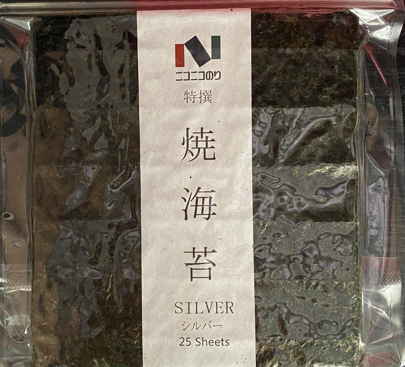 ニコニコのり
特撰
焼海苔
SILVER
シルバー
25 Sheets